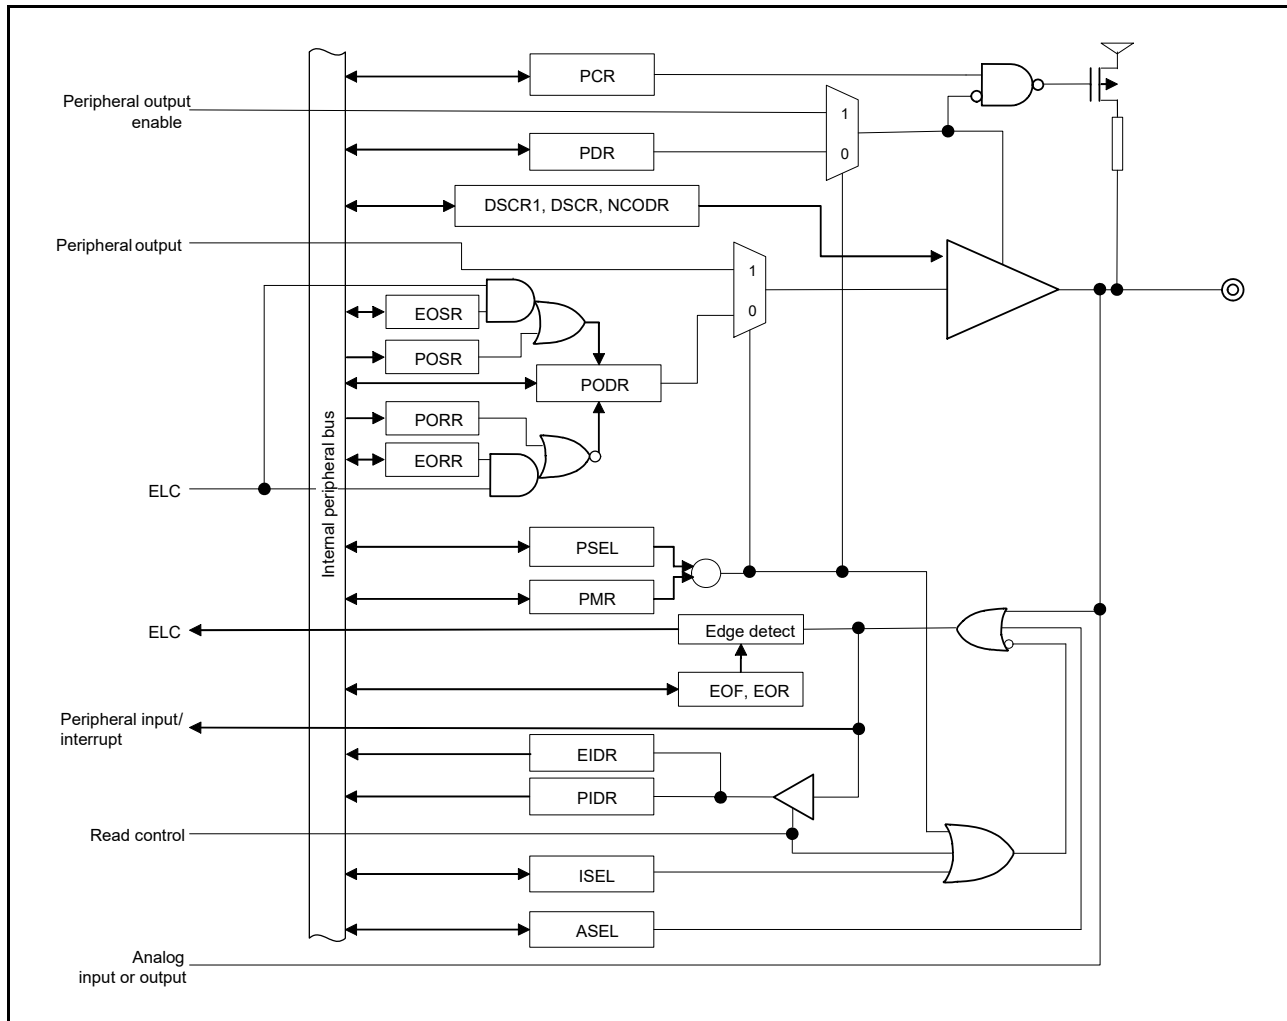 PCR
Peripheral output
enable
1
0
PDR
DSCR1, DSCR, NCODR
Peripheral output
1
0
EOSR
POSR
PODR
PORR
EORR
Internal peripheral bus
ELC
PSEL
PMR
ELC
Edge detect
EOF, EOR
Peripheral input/
interrupt
EIDR
PIDR
Read control
ISEL
ASEL
Analog
input or output